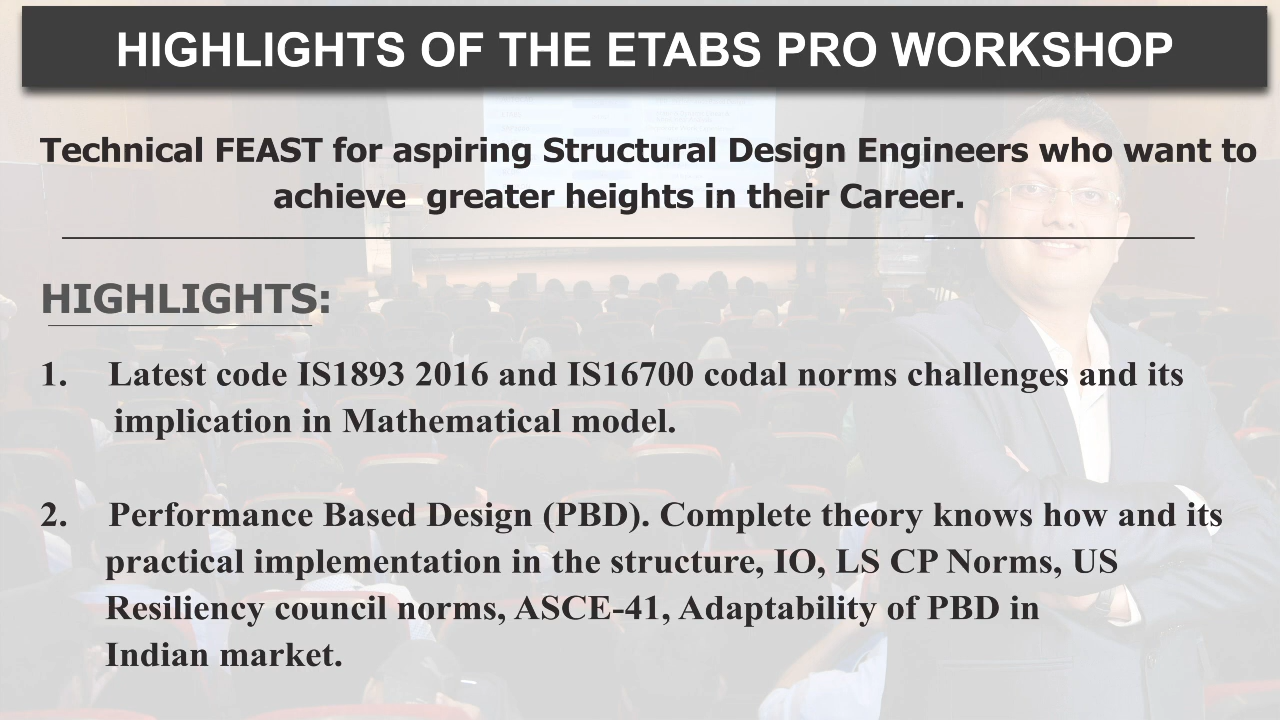 HIGHLIGHTS OF THE ETABS PRO WORKSHOP
Technical FEAST for aspiring Structural Design Engineers who want to
achieve  greater heights in their Career.
HIGHLIGHTS:
1. Latest code IS1893 2016 and IS16700 codal norms challenges and its
implication in Mathematical model.
2. Performance Based Design (PBD). Complete theory knows how and its
practical implementation in the structure, IO, LS CP Norms, US
Resiliency council norms, ASCE-41, Adaptability of PBD in
Indian market.